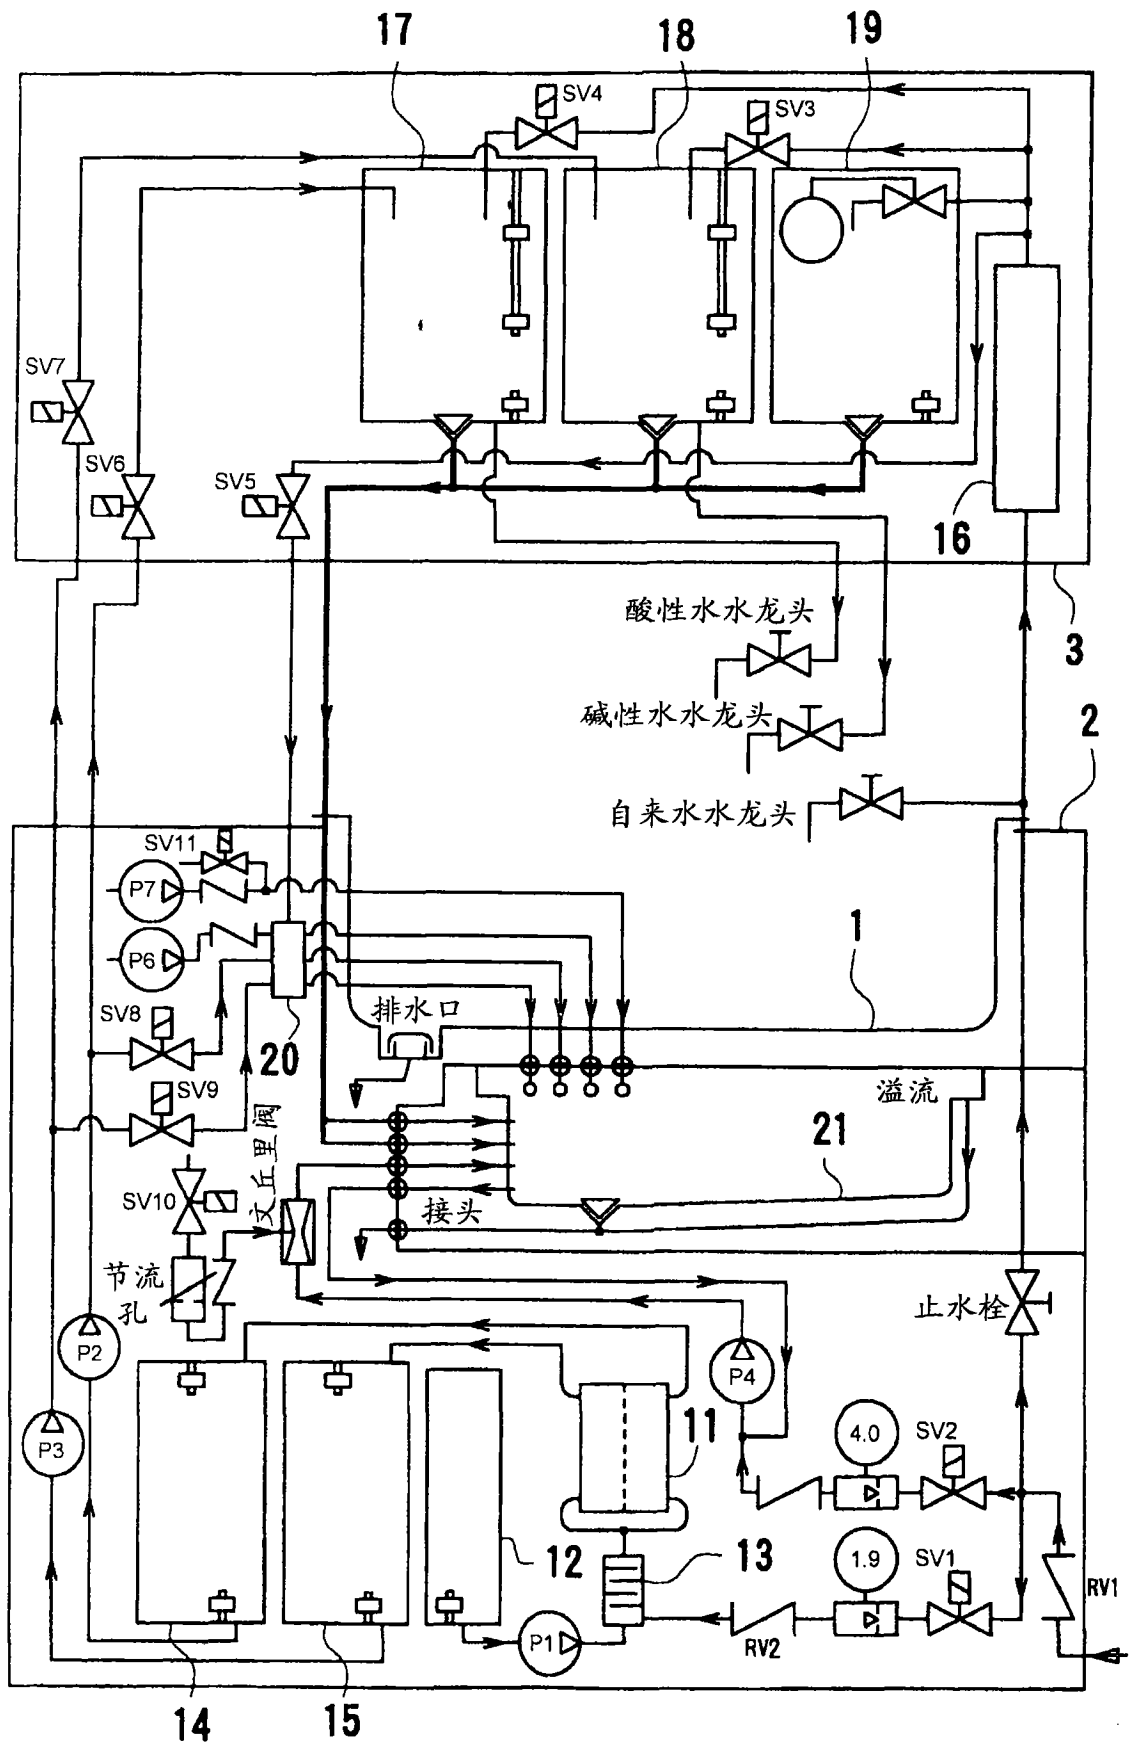 17
18
19
SV4
SV3
SV7
SV6
SV5
16
3
酸性水水龙头
碱性水水龙头
2
自来水水龙头
SV11
P7
P6
1
排水口
SV8
20
SV9
溢流
21
文丘里阀
SV10
接头
节流
孔
止水栓
P2
P4
P3
11
4.0
SV2
12
13
1.9
SV1
RV1
P1
RV2
14
15